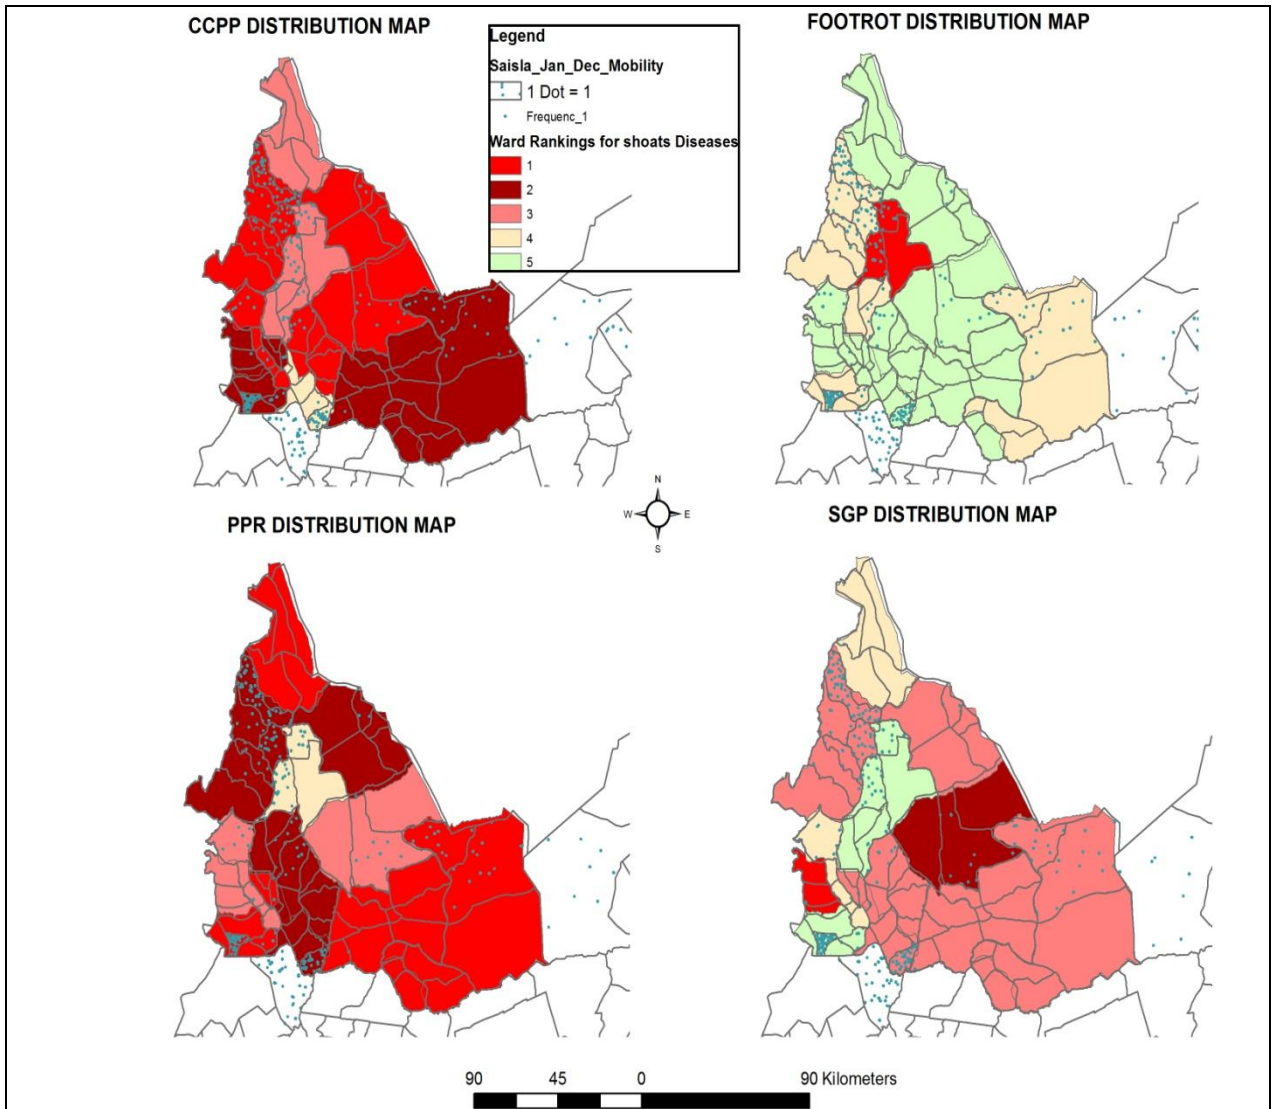 CCPP DISTRIBUTION MAP
FOOTROT DISTRIBUTION MAP
Legend
Saisla_Jan_Dec_Mobility
1 Dot = 1
Frequenc_1
Ward Rankings for shoats Diseases
1
2
3
4
5
N
W E
S
PPR DISTRIBUTION MAP
SGP DISTRIBUTION MAP
90 45 0 90 Kilometers